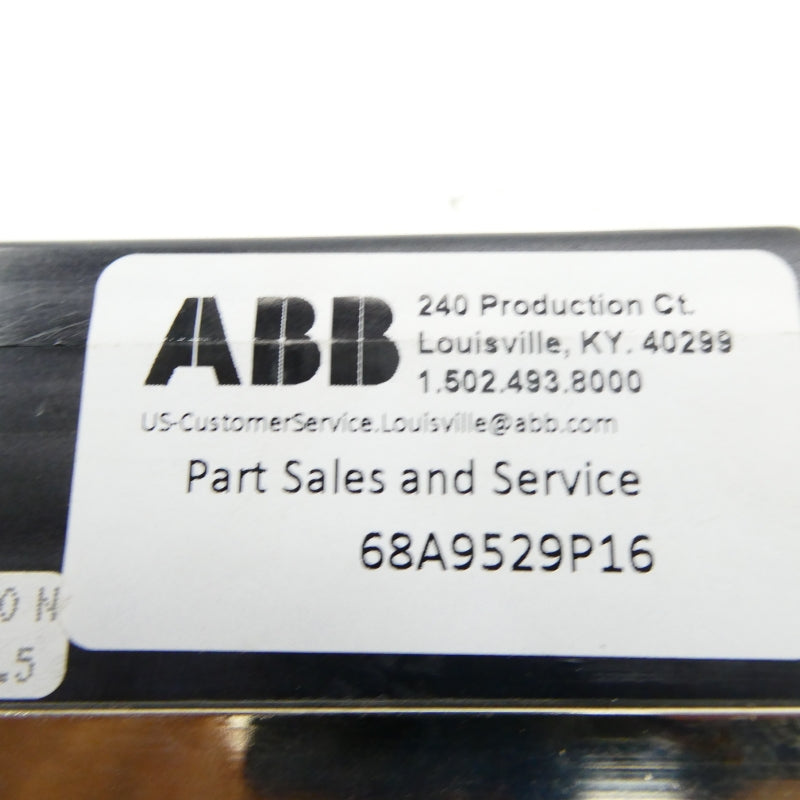 ABB
240 Production Ct.
Louisville, KY. 40299
1.502.493.8000
US-CustomerService.Louisville@abb.com
Part Sales and Service
68A9529P16